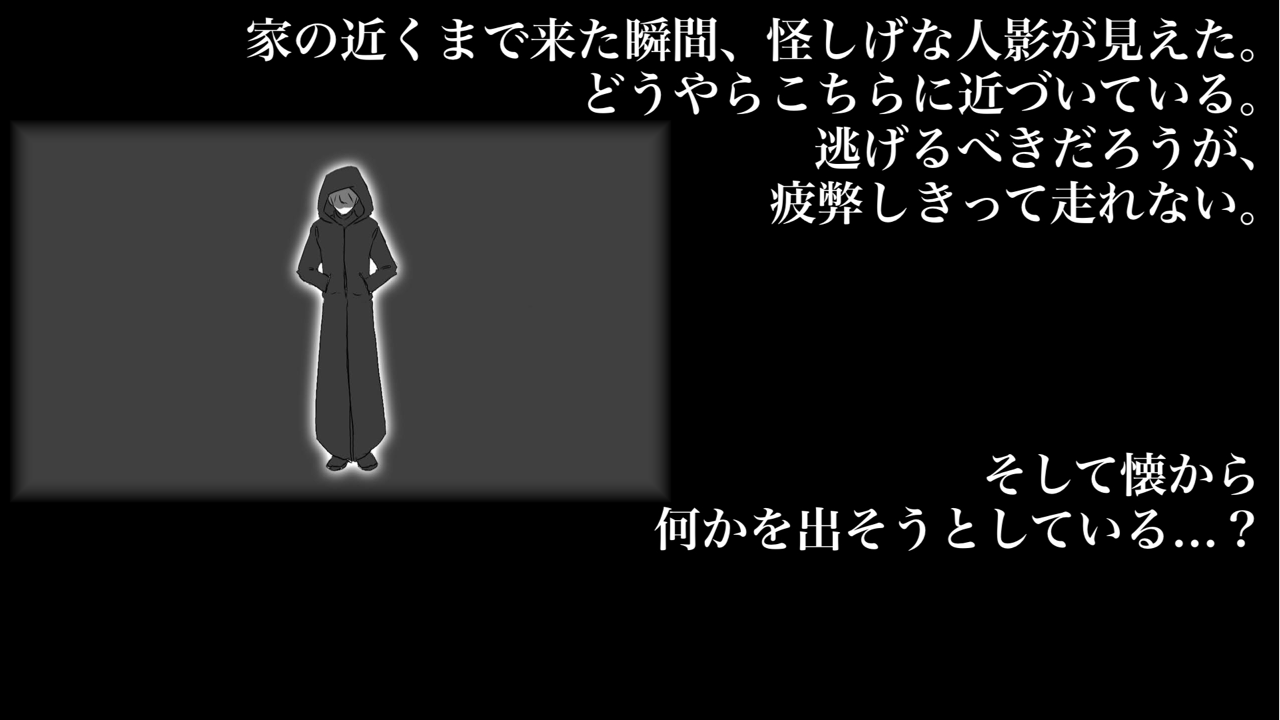 家の近くまで来た瞬間、怪しげな人影が見えた。
どうやらこちらに近づいている。
逃げるべきだろうが、
疲弊しきって走れない。
そして懐から
何かを出そうとしている…？